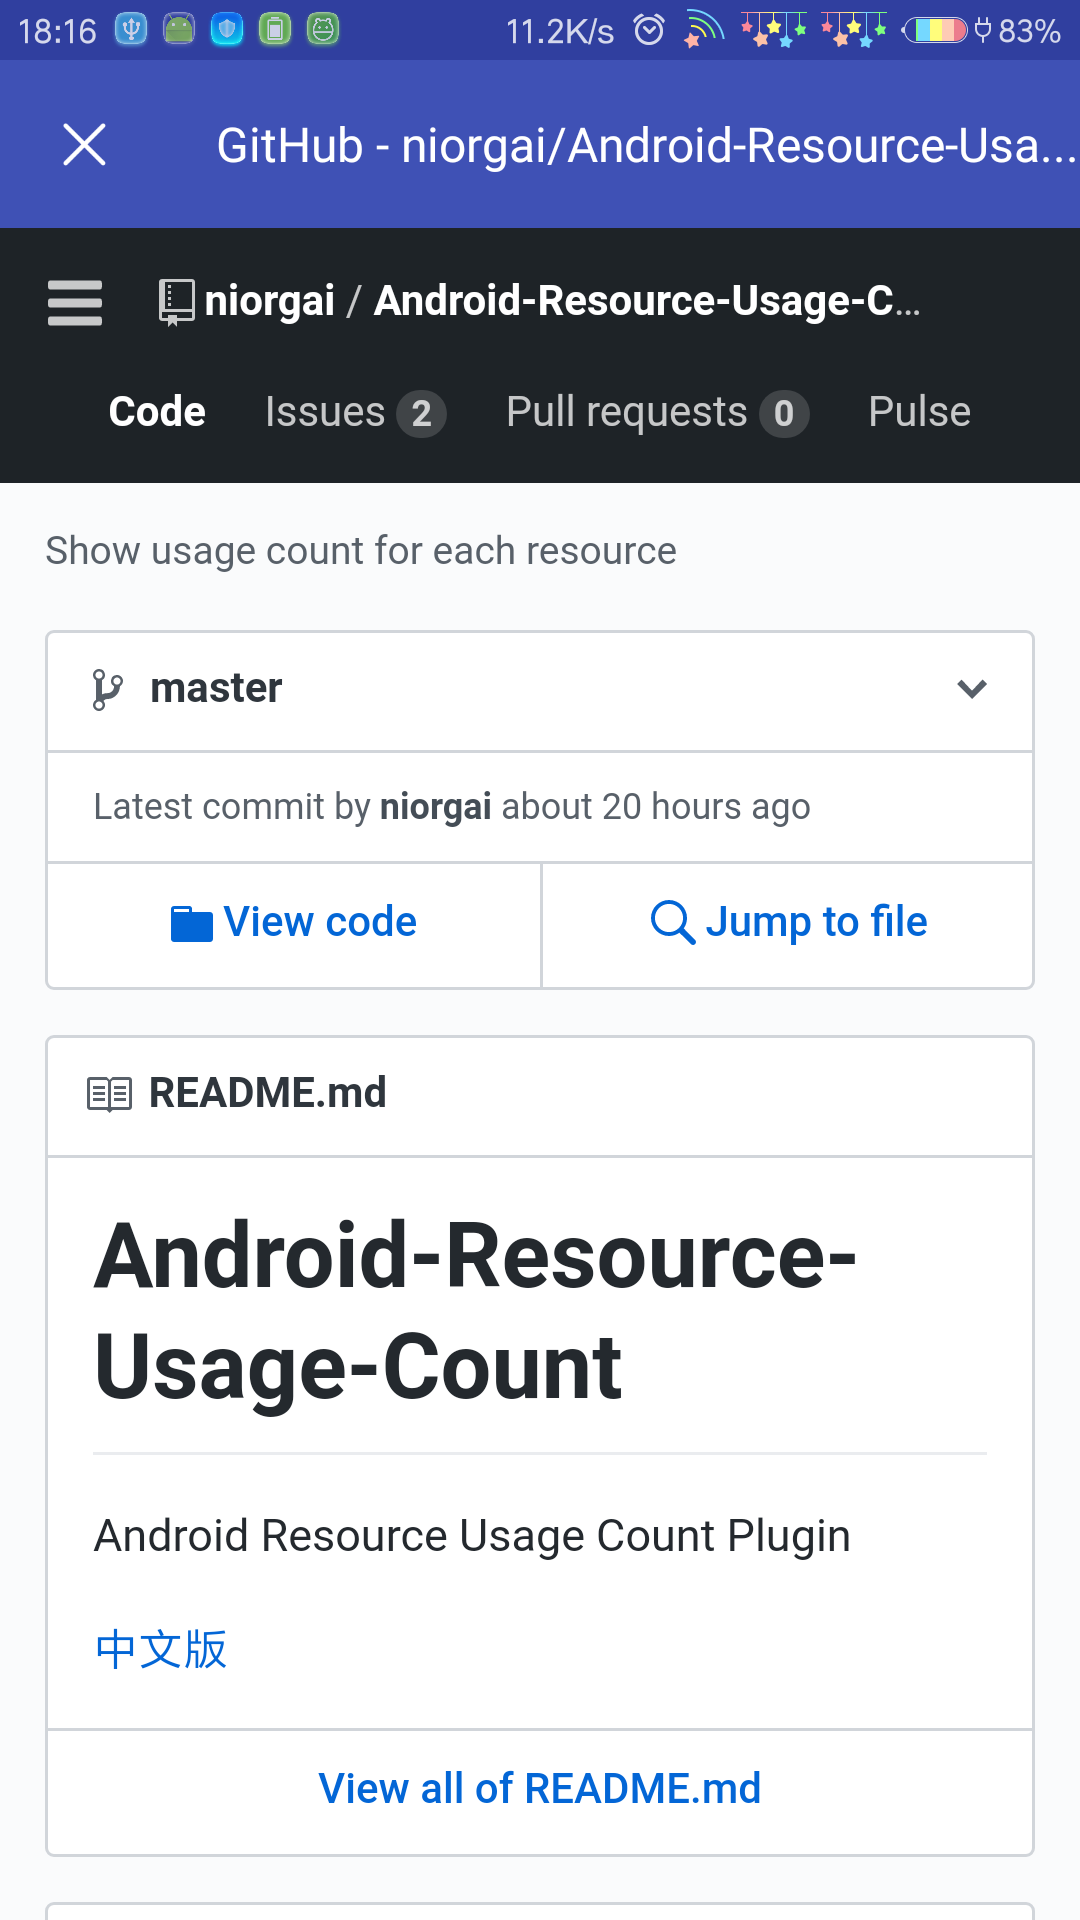 18:16 11.2K/s 83%
GitHub - niorgai/Android-Resource-Usa...
niorgai / Android-Resource-Usage-C...
Code Issues 2 Pull requests 0 Pulse
Show usage count for each resource
master
Latest commit by niorgai about 20 hours ago
View code Jump to file
README.md
Android-Resource-
Usage-Count
Android Resource Usage Count Plugin
中文版
View all of README.md